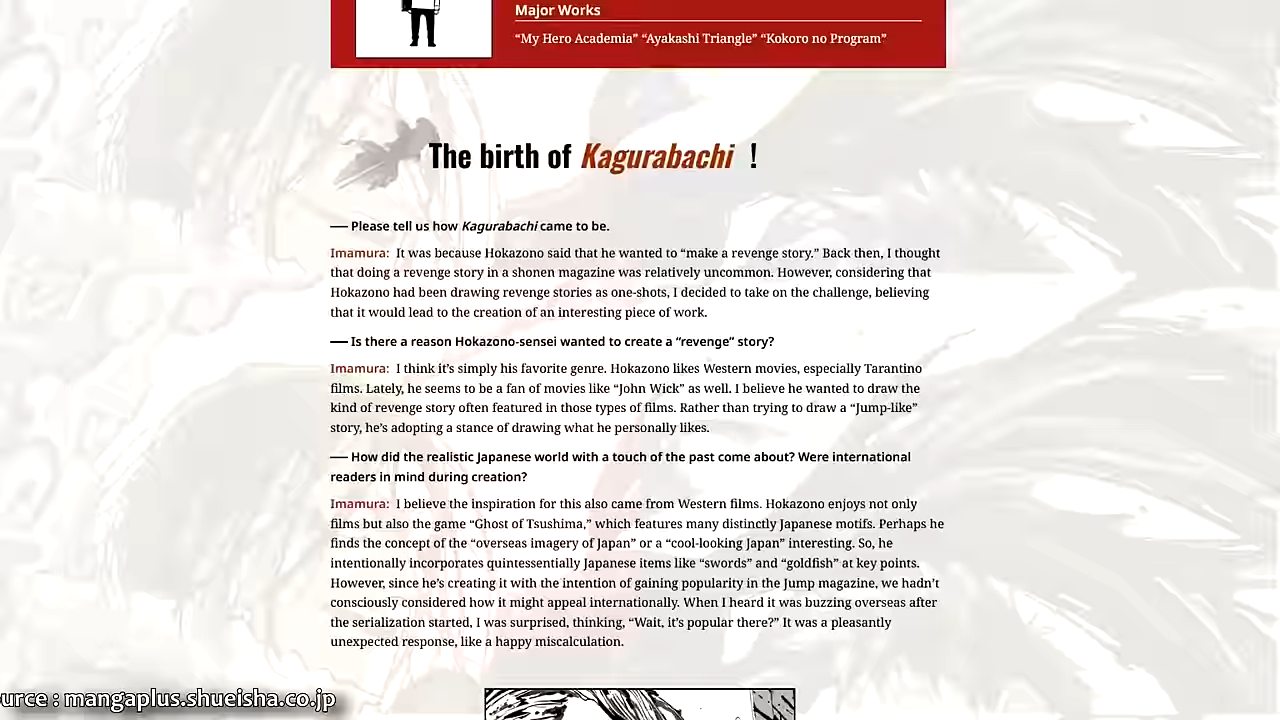 Major Works
“My Hero Academia” “Ayakashi Triangle” “Kokoro no Program”
The birth of Kagurabachi !
— Please tell us how Kagurabachi came to be.
Imamura: It was because Hokazono said that he wanted to “make a revenge story.” Back then, I thought
that doing a revenge story in a shonen magazine was relatively uncommon. However, considering that
Hokazono had been drawing revenge stories as one-shots, I decided to take on the challenge, believing
that it would lead to the creation of an interesting piece of work.
— Is there a reason Hokazono-sensei wanted to create a “revenge” story?
Imamura: I think it’s simply his favorite genre. Hokazono likes Western movies, especially Tarantino
films. Lately, he seems to be a fan of movies like “John Wick” as well. I believe he wanted to draw the
kind of revenge story often featured in those types of films. Rather than trying to draw a “Jump-like”
story, he’s adopting a stance of drawing what he personally likes.
— How did the realistic Japanese world with a touch of the past come about? Were international
readers in mind during creation?
Imamura: I believe the inspiration for this also came from Western films. Hokazono enjoys not only
films but also the game “Ghost of Tsushima,” which features many distinctly Japanese motifs. Perhaps he
finds the concept of the “overseas imagery of Japan” or a “cool-looking Japan” interesting. So, he
intentionally incorporates quintessentially Japanese items like “swords” and “goldfish” at key points.
However, since he’s creating it with the intention of gaining popularity in the Jump magazine, we hadn’t
consciously considered how it might appeal internationally. When I heard it was buzzing overseas after
the serialization started, I was surprised, thinking, “Wait, it’s popular there?” It was a pleasantly
unexpected response, like a happy miscalculation.
urce : mangaplus.shueisha.co.jp